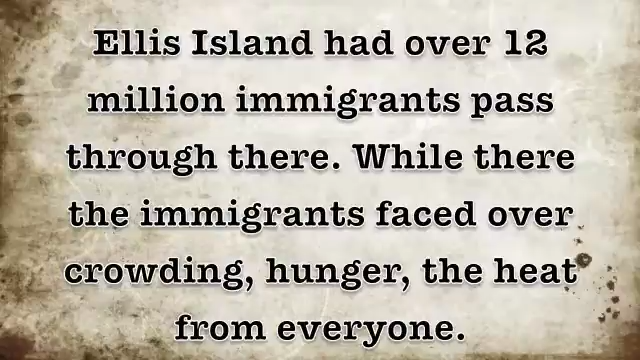 Ellis Island had over 12
million immigrants pass
through there. While there
the immigrants faced over
crowding, hunger, the heat
from everyone.